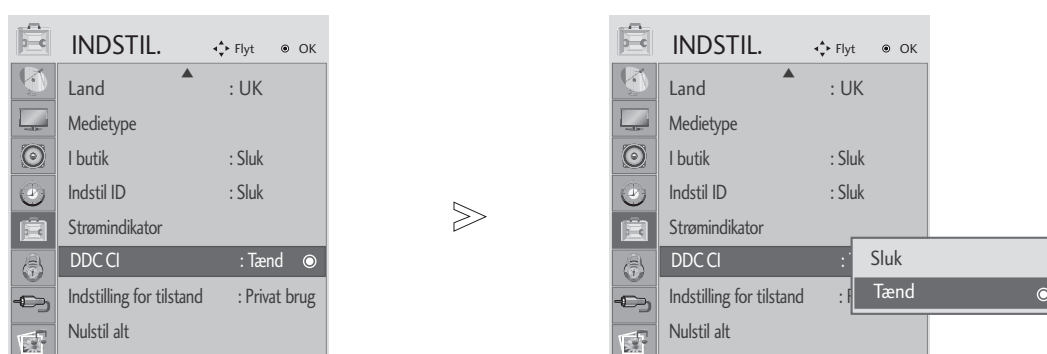 INDSTIL.
Flyt OK
Land : UK
Medietype
I butik : Sluk
Indstil ID : Sluk
Strømindikator
DDC CI : Tænd
Indstilling for tilstand : Privat brug
Nulstil alt
INDSTIL.
Flyt OK
Land : UK
Medietype
I butik : Sluk
Indstil ID : Sluk
Strømindikator
DDC CI :
Sluk
Tænd
Indstilling for tilstand :
Nulstil alt